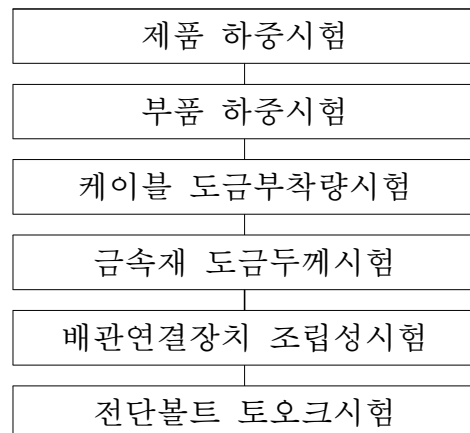 제품 하중시험
부품 하중시험
케이블 도금부착량시험
금속재 도금두께시험
배관연결장치 조립성시험
전단볼트 토오크시험